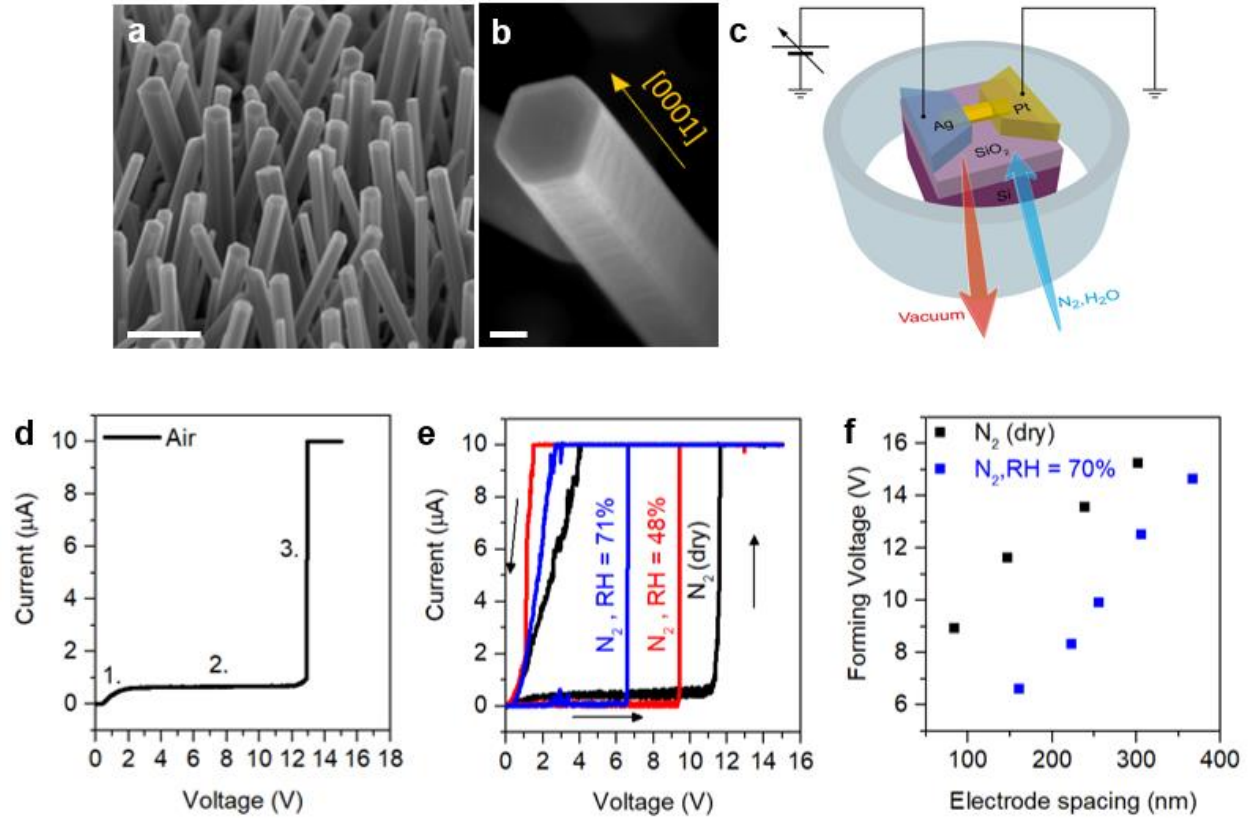 a
b
[0001]
c
Ag
Pt
SiO₂
Si
Vacuum
N₂,H₂O
d
Air
Current (µA)
10
8
6
4
2
0
1.
2.
3.
0 2 4 6 8 10 12 14 16 18
Voltage (V)
e
Current (µA)
10
8
6
4
2
0
N₂ , RH = 71%
N₂ , RH = 48%
N₂ (dry)
0 2 4 6 8 10 12 14 16
Voltage (V)
f
N₂ (dry)
N₂,RH = 70%
Forming Voltage (V)
16
14
12
10
8
6
100 200 300 400
Electrode spacing (nm)